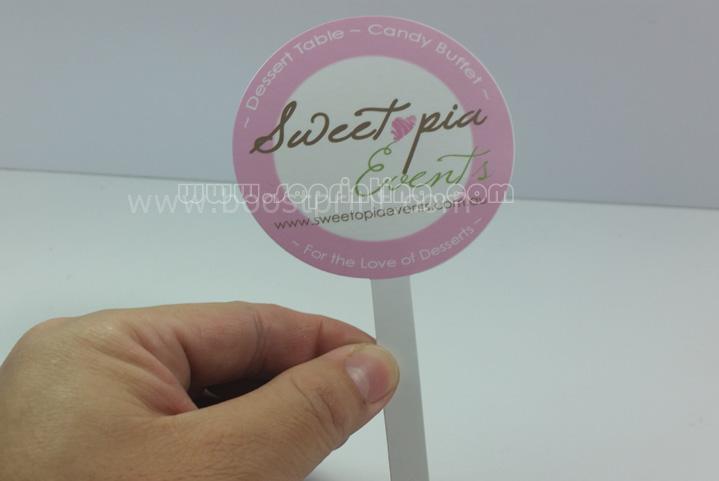 ~ Dessert Table ~ Candy Buffet ~
Sweetopia
Events
www.sweetopiaevents.com
~ For the Love of Desserts ~